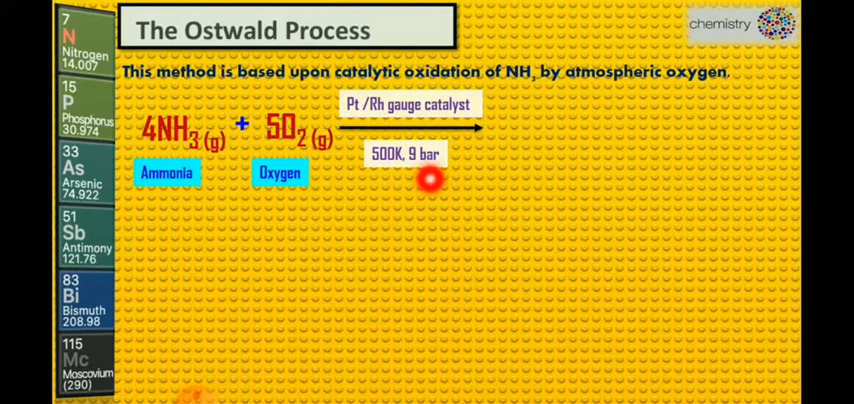 7
N
Nitrogen
14.007
15
P
Phosphorus
30.974
33
As
Arsenic
74.922
51
Sb
Antimony
121.76
83
Bi
Bismuth
208.98
115
Mc
Moscovium
(290)
The Ostwald Process
chemistry
This method is based upon catalytic oxidation of NH₃ by atmospheric oxygen.
4NH₃ (g) + 5O₂ (g)
Pt /Rh gauge catalyst
500K, 9 bar
Ammonia
Oxygen